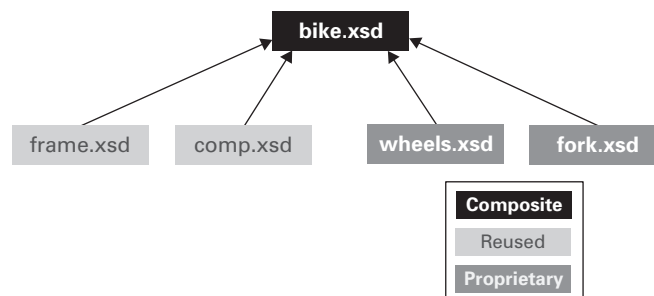 bike.xsd
frame.xsd comp.xsd wheels.xsd fork.xsd
Composite
Reused
Proprietary